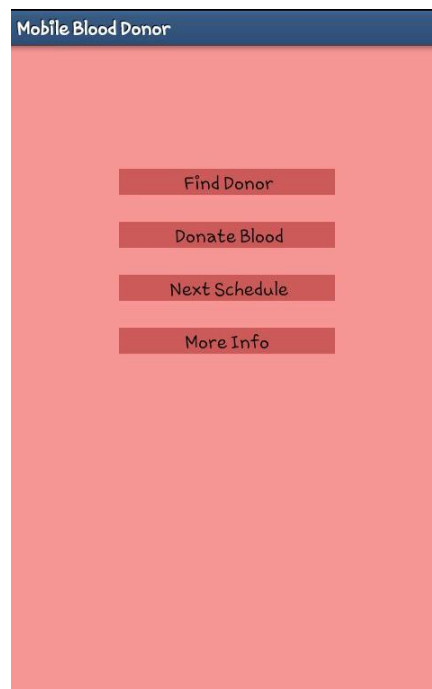 Mobile Blood Donor
Find Donor
Donate Blood
Next Schedule
More Info